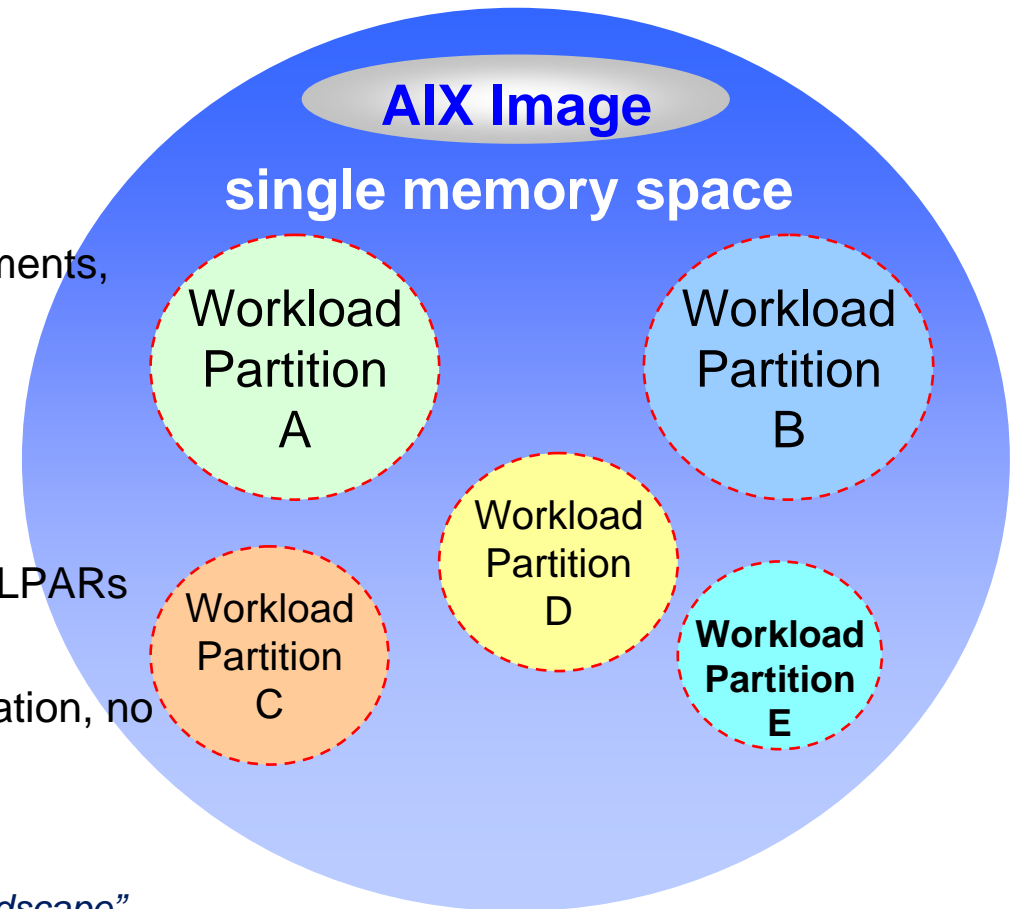 AIX Image
single memory space
ments,
Workload
Partition
A
Workload
Partition
B
Workload
Partition
D
LPARs
Workload
Partition
C
Workload
Partition
E
ation, no
dscape”